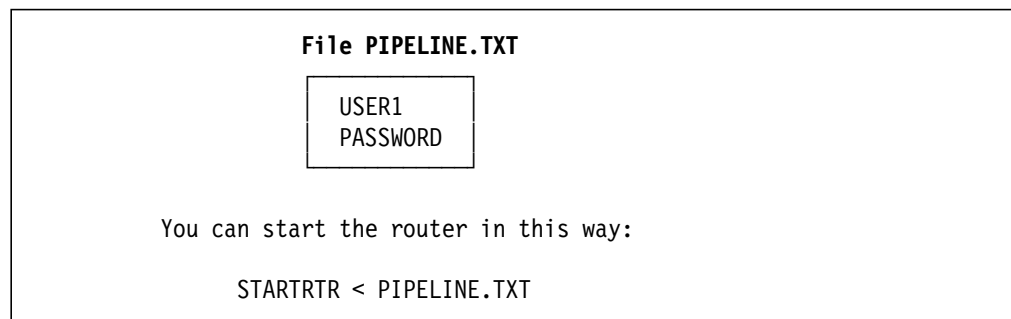 File PIPELINE.TXT
USER1
PASSWORD
You can start the router in this way:
STARTRTR < PIPELINE.TXT